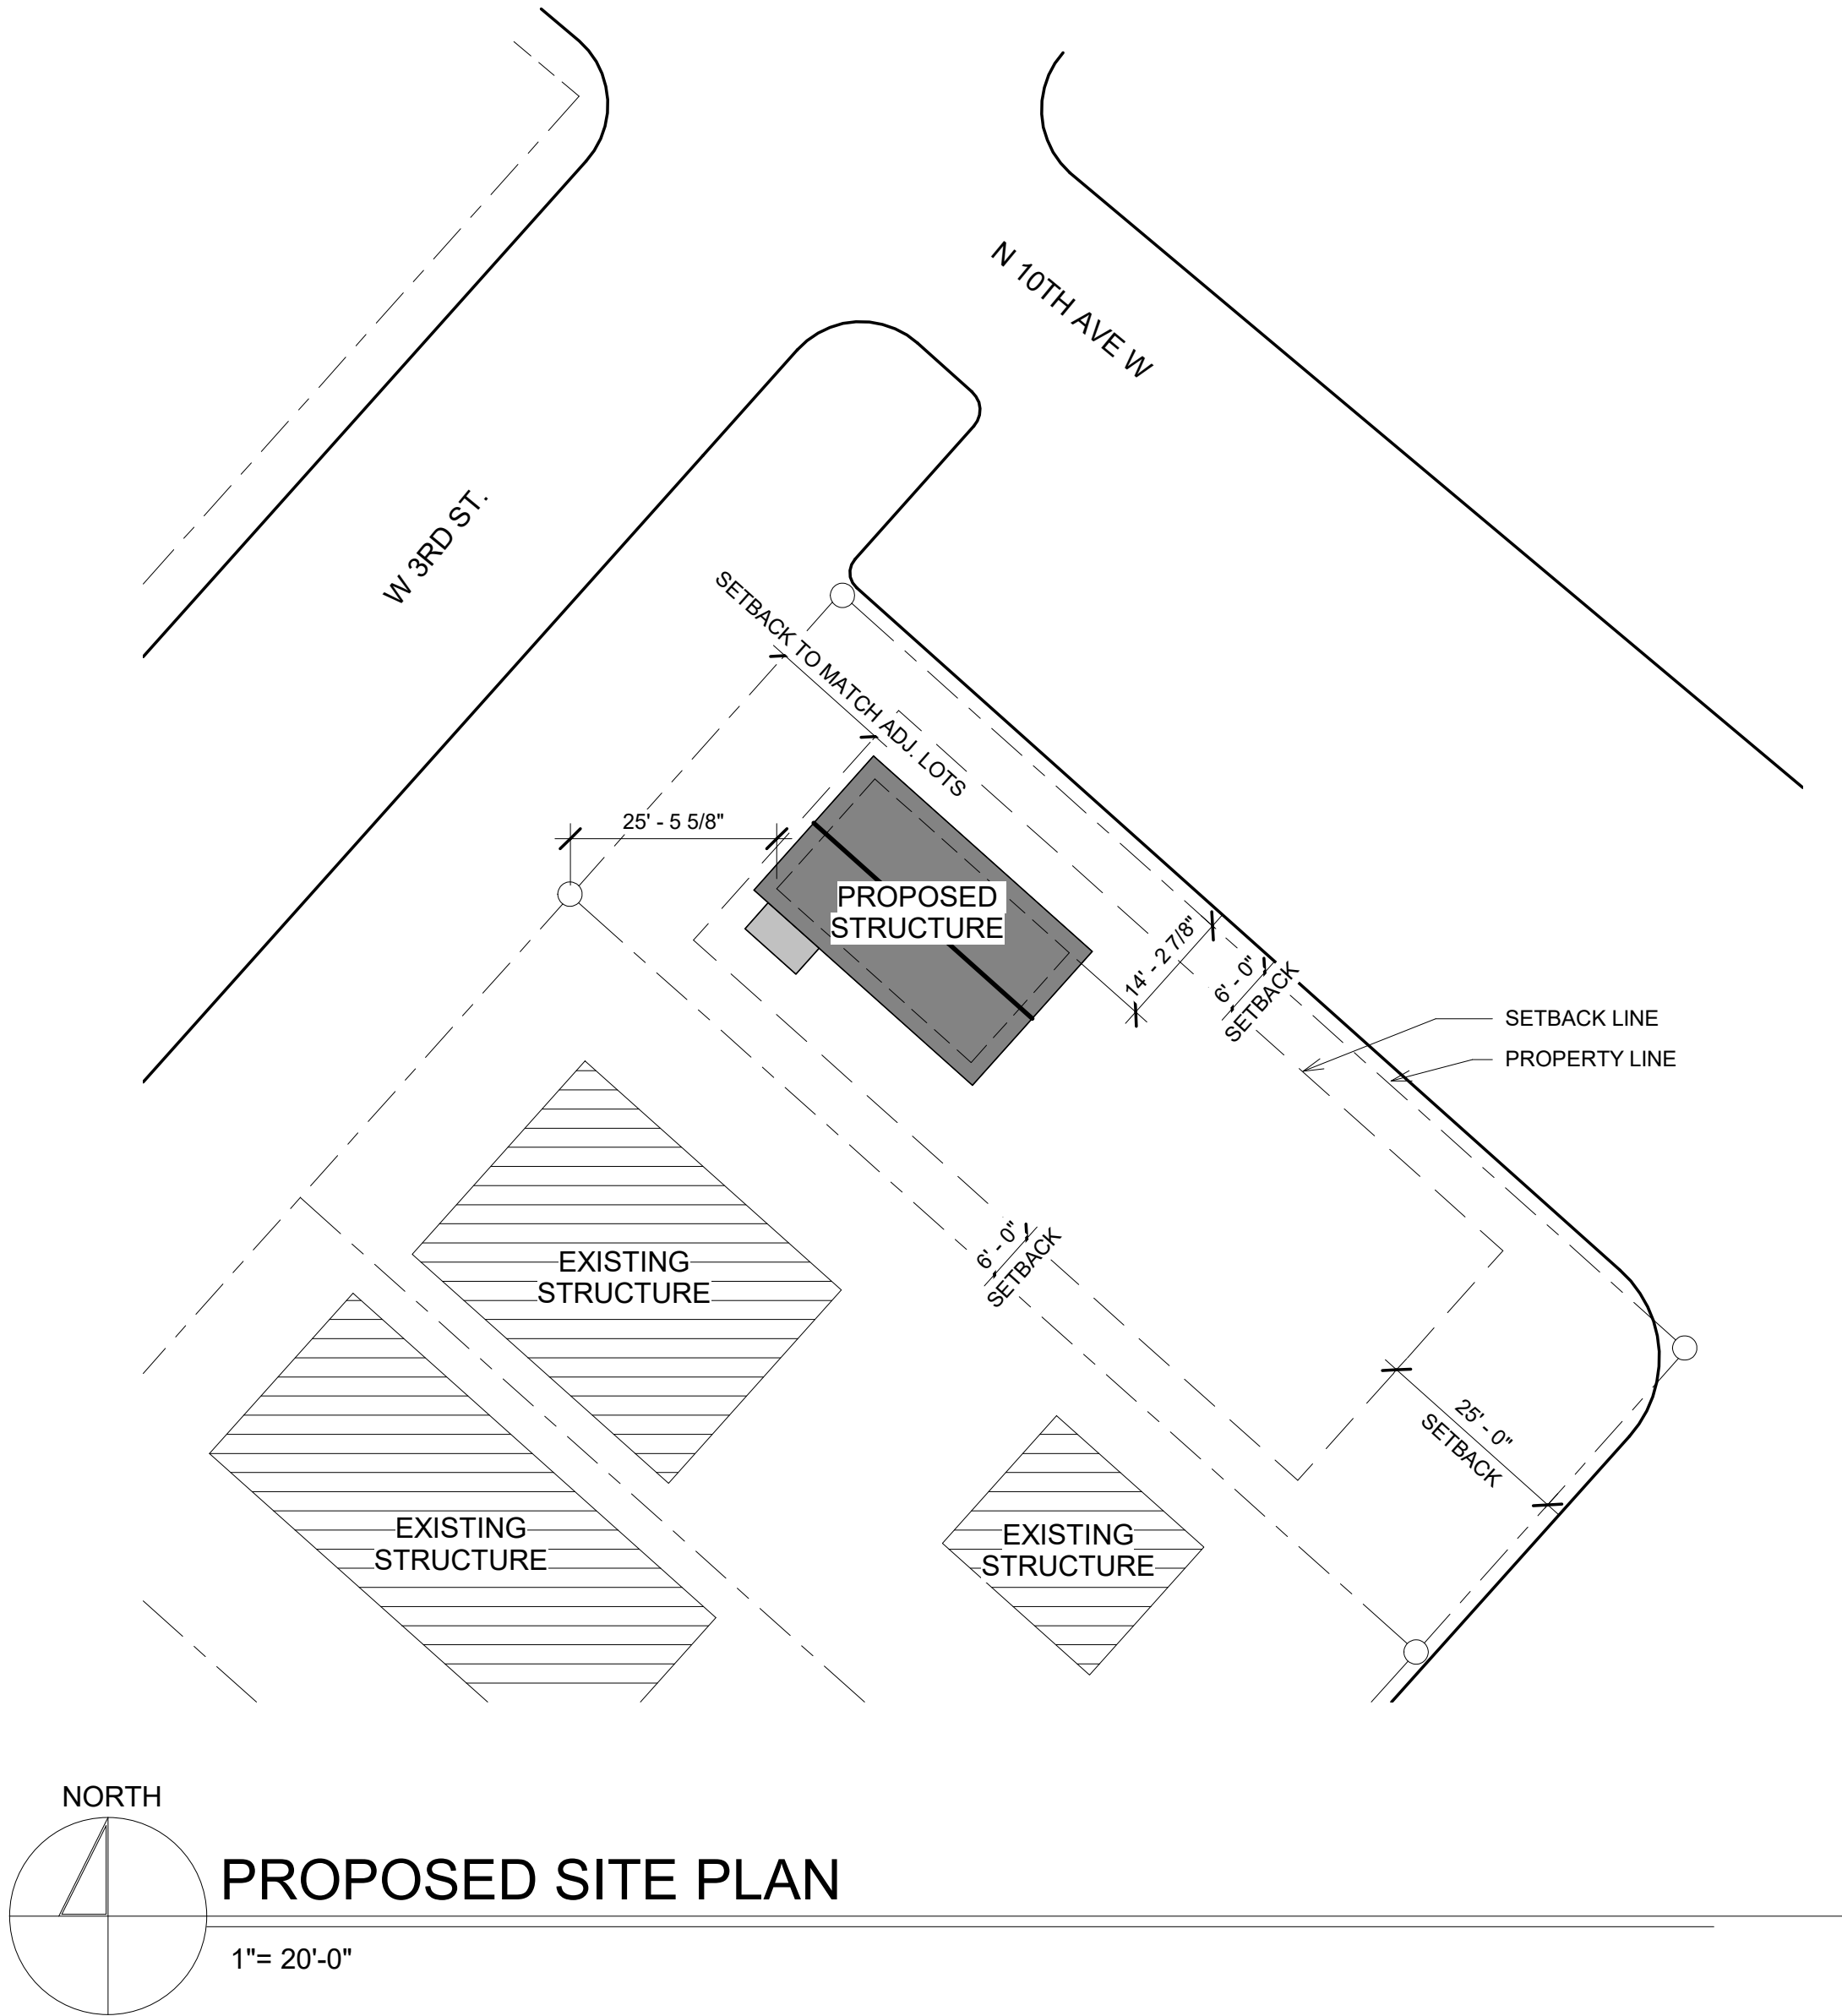 N 10TH AVE W
W 3RD ST.
SETBACK TO MATCH ADJ. LOTS
25' - 5 5/8"
PROPOSED
STRUCTURE
14' - 2 7/8"
6' - 0"
SETBACK
SETBACK LINE
PROPERTY LINE
EXISTING
STRUCTURE
6' - 0"
SETBACK
25' - 0"
SETBACK
EXISTING
STRUCTURE
EXISTING
STRUCTURE
NORTH
PROPOSED SITE PLAN
1"= 20'-0"